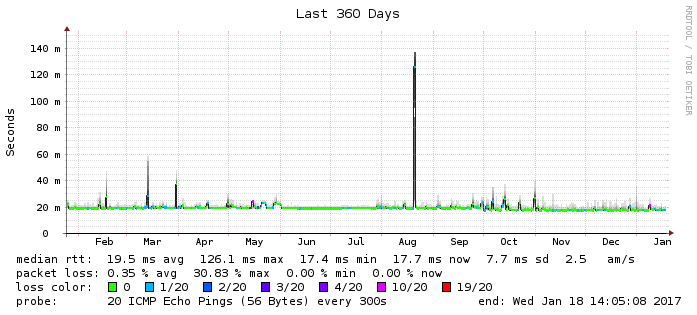 Last 360 Days
RRDTOOL / TOBI OETIKER
Seconds
140 m
120 m
100 m
80 m
60 m
40 m
20 m
0
Feb Mar Apr May Jun Jul Aug Sep Oct Nov Dec Jan
median rtt: 19.5 ms avg 126.1 ms max 17.4 ms min 17.7 ms now 7.7 ms sd 2.5 am/s
packet loss: 0.35 % avg 30.83 % max 0.00 % min 0.00 % now
loss color: 0 1/20 2/20 3/20 4/20 10/20 19/20
probe: 20 ICMP Echo Pings (56 Bytes) every 300s end: Wed Jan 18 14:05:08 2017